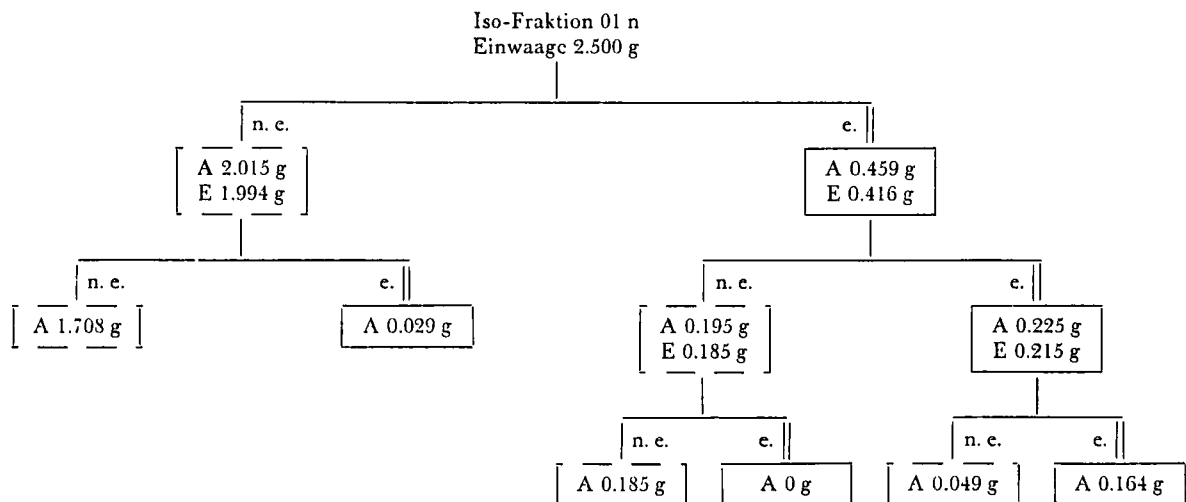 Iso-Fraktion 01 n
Einwaage 2.500 g
n. e.
e.
A 2.015 g
E 1.994 g
A 0.459 g
E 0.416 g
n. e.
e.
n. e.
e.
A 1.708 g
A 0.029 g
A 0.195 g
E 0.185 g
A 0.225 g
E 0.215 g
n. e.
e.
n. e.
e.
A 0.185 g
A 0 g
A 0.049 g
A 0.164 g